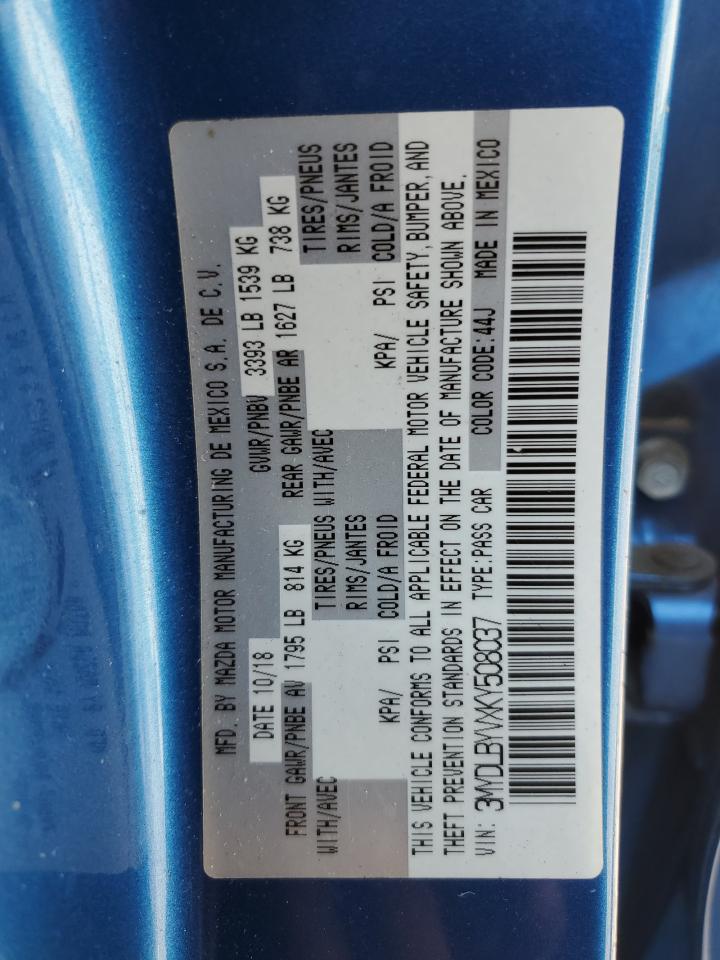 MFD. BY MAZDA MOTOR MANUFACTURING DE MEXICO S.A. DE C.V.
DATE 10/18 GVWR/PNBV 3393 LB 1539 KG
FRONT GAWR/PNBE AV 1795 LB 814 KG REAR GAWR/PNBE AR 1627 LB 738 KG
WITH/AVEC TIRES/PNEUS WITH/AVEC TIRES/PNEUS
RIMS/JANTES RIMS/JANTES
KPA/ PSI COLD/A FROID KPA/ PSI COLD/A FROID
THIS VEHICLE CONFORMS TO ALL APPLICABLE FEDERAL MOTOR VEHICLE SAFETY, BUMPER, AND
THEFT PREVENTION STANDARDS IN EFFECT ON THE DATE OF MANUFACTURE SHOWN ABOVE.
VIN: 3MYDLBYVXKY508037 TYPE:PASS CAR COLOR CODE:44J MADE IN MEXICO